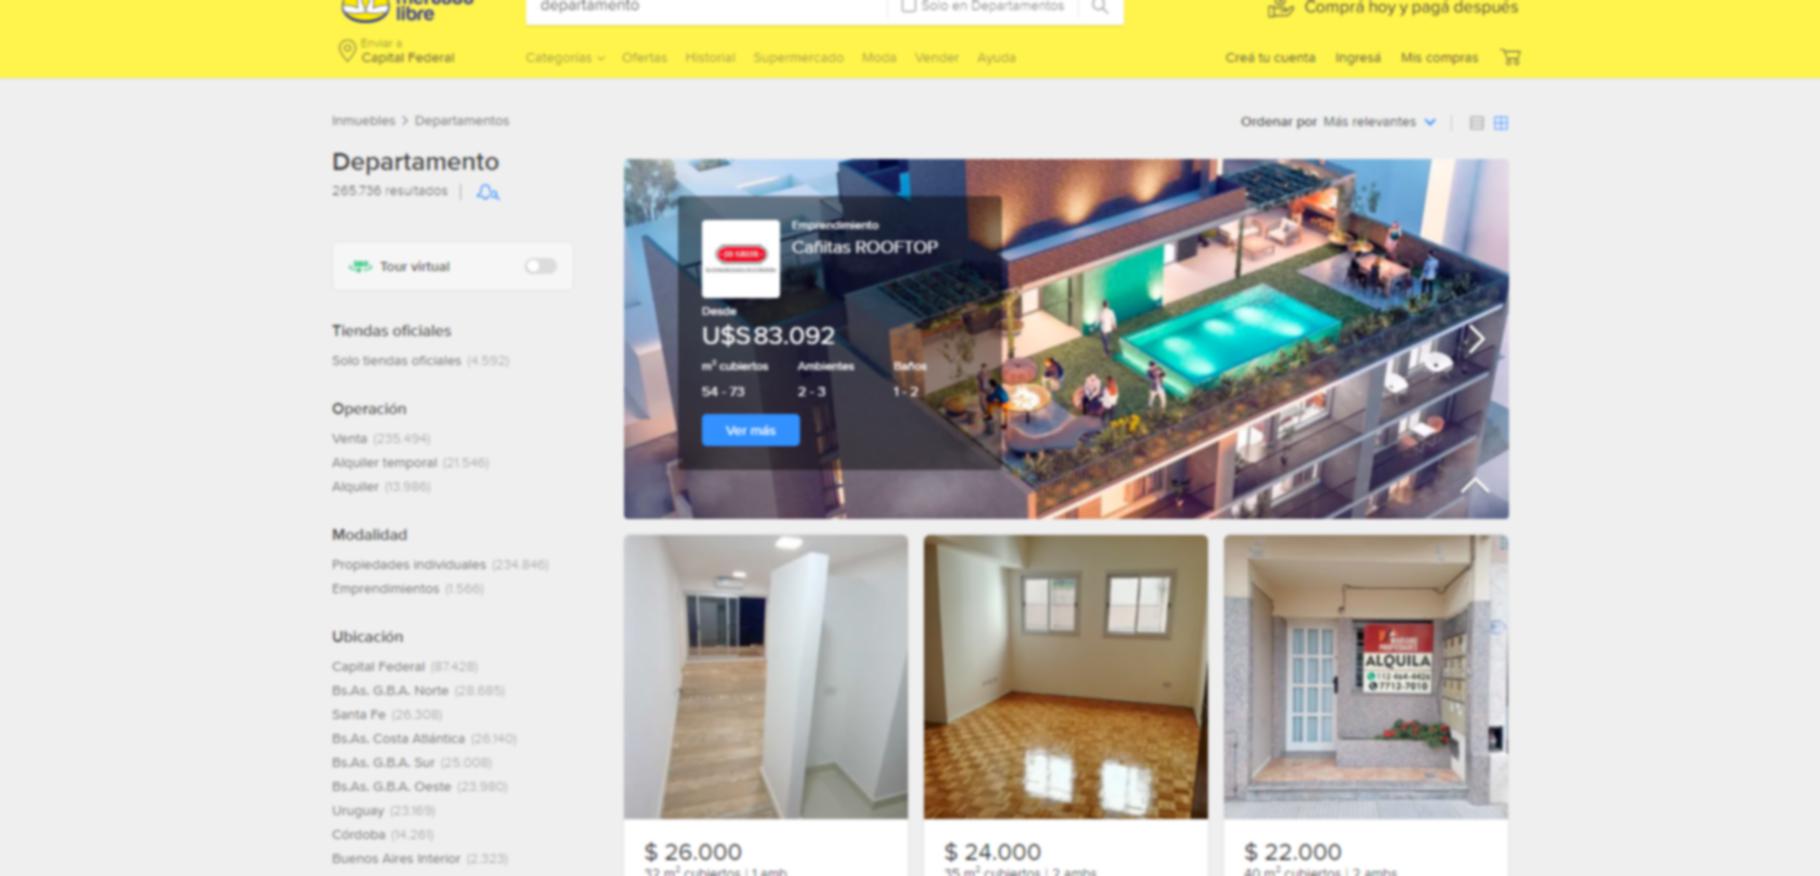 mercado
libre
departamento
Solo en Departamentos
Comprá hoy y pagá después
Enviar a
Capital Federal
Categorías
Ofertas
Historial
Supermercado
Moda
Vender
Ayuda
Creá tu cuenta
Ingresá
Mis compras
Inmuebles > Departamentos
Ordenar por Más relevantes
Departamento
265.736 resultados
Tour virtual
Tiendas oficiales
Solo tiendas oficiales (4.592)
Operación
Venta (235.494)
Alquiler temporal (21.546)
Alquiler (13.986)
Modalidad
Propiedades individuales (234.846)
Emprendimientos (1.566)
Ubicación
Capital Federal (87.428)
Bs.As. G.B.A. Norte (28.685)
Santa Fe (26.308)
Bs.As. Costa Atlántica (26.140)
Bs.As. G.B.A. Sur (25.008)
Bs.As. G.B.A. Oeste (23.980)
Uruguay (23.169)
Córdoba (14.261)
Buenos Aires Interior (2.323)
Emprendimiento
Cañitas ROOFTOP
Desde
U$S 83.092
m² cubiertos Ambientes Baños
54 - 73 2 - 3 1 - 2
Ver más
ALQUILA
112 464-4426
7712-7010
$ 26.000
32 m² cubiertos | 1 amb.
$ 24.000
35 m² cubiertos | 2 ambs.
$ 22.000
40 m² cubiertos | 2 ambs.